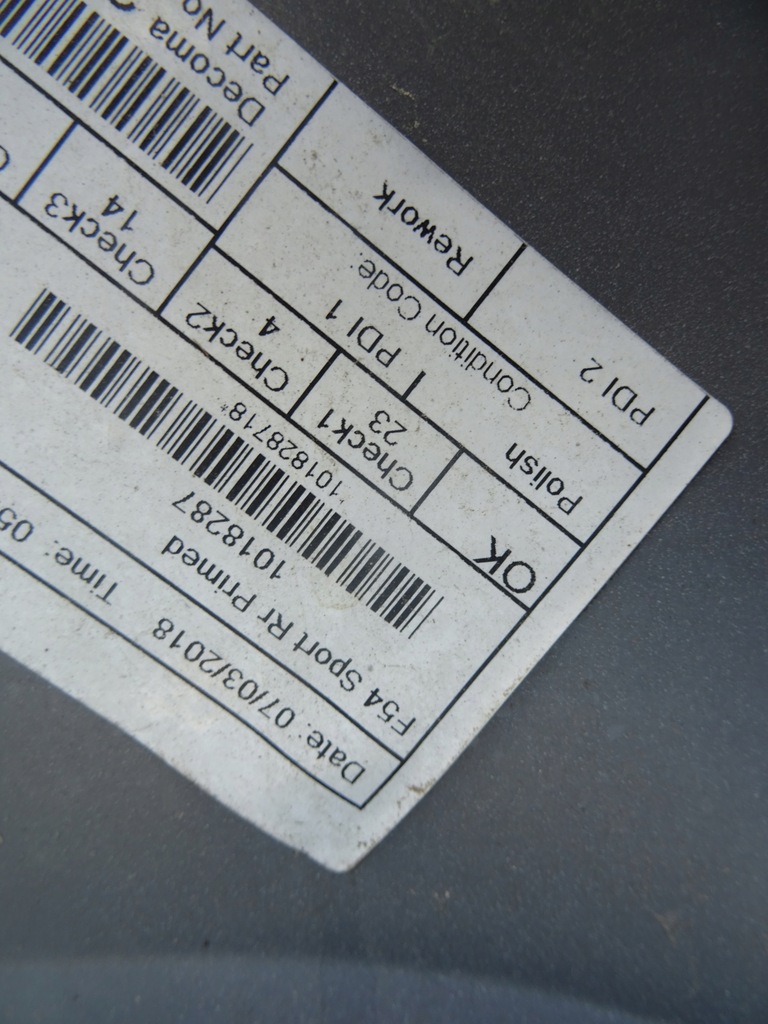 Date: 07/03/2018 Time: 05
F54 Sport Rr Primed
1018287
101828718*
OK Check1 Check2 Check3
23 4 14
Polish PDI 1
Condition Code:
PDI 2 Rework
Decoma
Part No